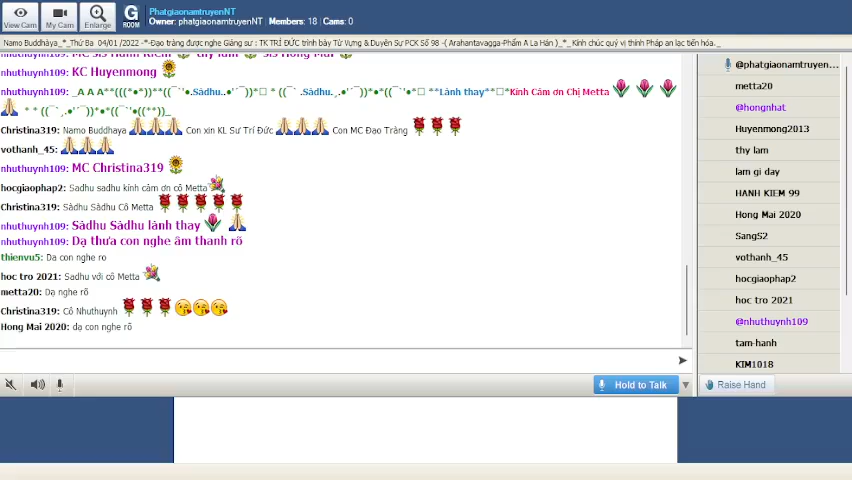 PhatgiaonamtruyenNT
Owner: phatgiaonamtruyenNT Members: 18 Cams: 0
View Cam My Cam Enlarge G ROOM
Namo Buddhàya_*_Thứ Ba 04/01 /2022 -*-Đạo tràng được nghe Giảng sư : TK TRÍ ĐỨC trình bày Từ Vựng & Duyên Sự PCK Số 98 -( Arahantavagga-Phẩm A La Hán )_*_ Kính chúc quý vị thính Pháp an lạc tiến hóa._
nhuthuynh109: KC Huyenmong
nhuthuynh109: _A A A**(((*•*))**((¯`'•.Sàdhu..•'´¯))*□ * ((¯` .Sàdhu.¸.•'´¯))*•*((¯`'•*□ **Lành thay**□*Kính Cám ơn Chị Metta
* * ((¯`,.•'´¯))*•*•((¯`'•((**))_
Christina319: Namo Buddhaya Con xin KL Sư Trí Đức Con MC Đạo Tràng
vothanh_45:
nhuthuynh109: MC Christina319
hocgiaophap2: Sadhu sadhu kính cảm ơn cô Metta
Christina319: Sàdhu Sàdhu Cô Metta
nhuthuynh109: Sàdhu Sàdhu lành thay
nhuthuynh109: Dạ thưa con nghe âm thanh rõ
thienvu5: Dạ con nghe ro
hoc tro 2021: Sadhu với cô Metta
metta20: Dạ nghe rõ
Christina319: Cô Nhuthuynh
Hong Mai 2020: dạ con nghe rõ
Hold to Talk
@phatgiaonamtruyen...
metta20
@hongnhat
Huyenmong2013
thy lam
lam gi day
HANH KIEM 99
Hong Mai 2020
SangS2
vothanh_45
hocgiaophap2
hoc tro 2021
@nhuthuynh109
tam-hanh
KIM1018
Raise Hand